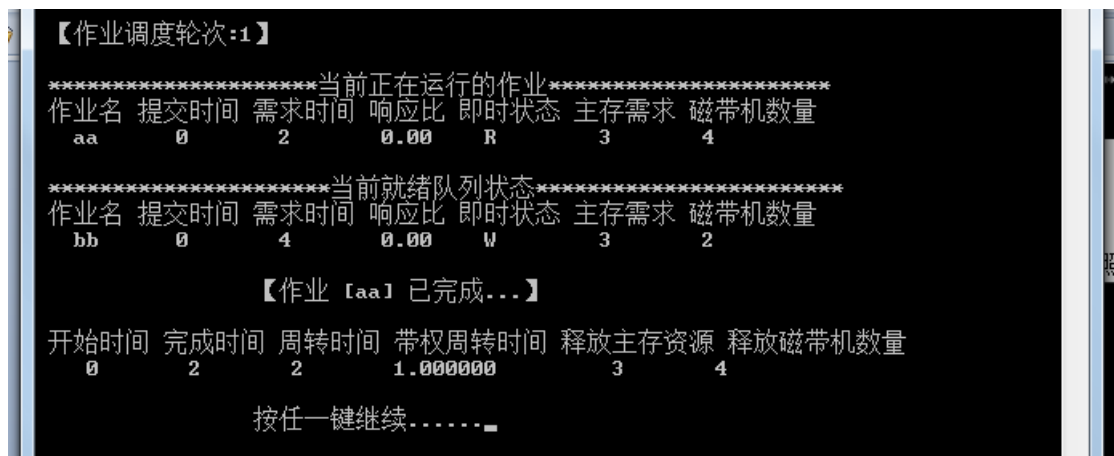 【作业调度轮次:1】
*********************当前正在运行的作业**********************
作业名 提交时间 需求时间 响应比 即时状态 主存需求 磁带机数量
aa 0 2 0.00 R 3 4
**********************当前就绪队列状态************************
作业名 提交时间 需求时间 响应比 即时状态 主存需求 磁带机数量
bb 0 4 0.00 W 3 2
【作业 [aa] 已完成...】
开始时间 完成时间 周转时间 带权周转时间 释放主存资源 释放磁带机数量
0 2 2 1.000000 3 4
按任一键继续......